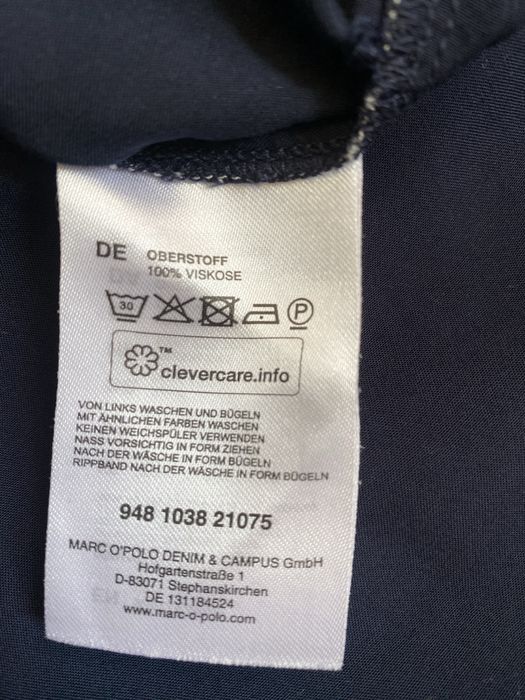 DE OBERSTOFF
100% VISKOSE
30 P
™
clevercare.info
VON LINKS WASCHEN UND BÜGELN
MIT ÄHNLICHEN FARBEN WASCHEN
KEINEN WEICHSPÜLER VERWENDEN
NASS VORSICHTIG IN FORM ZIEHEN
NACH DER WÄSCHE IN FORM BÜGELN
RIPPBAND NACH DER WÄSCHE IN FORM BÜGELN
948 1038 21075
MARC O'POLO DENIM & CAMPUS GmbH
Hofgartenstraße 1
D-83071 Stephanskirchen
DE 131184524
www.marc-o-polo.com